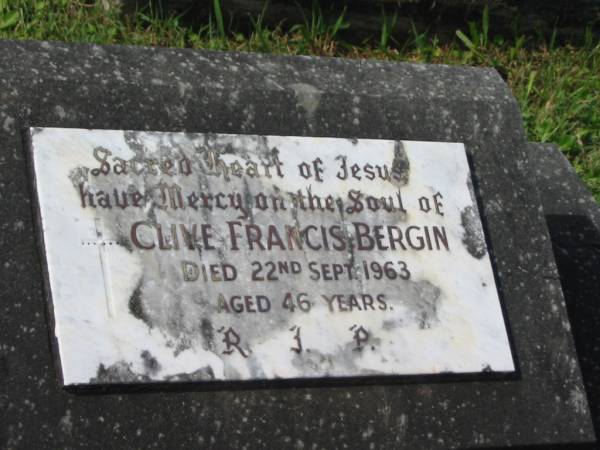 Sacred Heart of Jesus
have Mercy on the Soul of
...... CLIVE FRANCIS BERGIN
DIED 22ND SEPT. 1963
AGED 46 YEARS.
R. I. P.